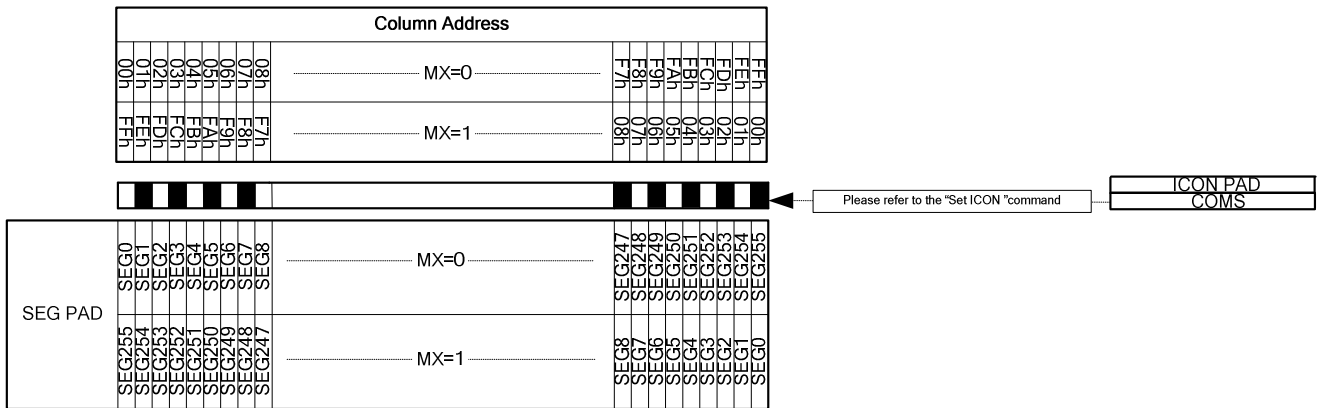 Column Address
00h 01h 02h 03h 04h 05h 06h 07h 08h MX=0 F7h F8h F9h FAh FBh FCh FDh FEh FFh
FFh FEh FDh FCh FBh FAh F9h F8h F7h MX=1 08h 07h 06h 05h 04h 03h 02h 01h 00h
ICON PAD
Please refer to the “Set ICON ”command
COMS
SEG PAD
SEG0 SEG1 SEG2 SEG3 SEG4 SEG5 SEG6 SEG7 SEG8 MX=0 SEG247 SEG248 SEG249 SEG250 SEG251 SEG252 SEG253 SEG254 SEG255
SEG255 SEG254 SEG253 SEG252 SEG251 SEG250 SEG249 SEG248 SEG247 MX=1 SEG8 SEG7 SEG6 SEG5 SEG4 SEG3 SEG2 SEG1 SEG0